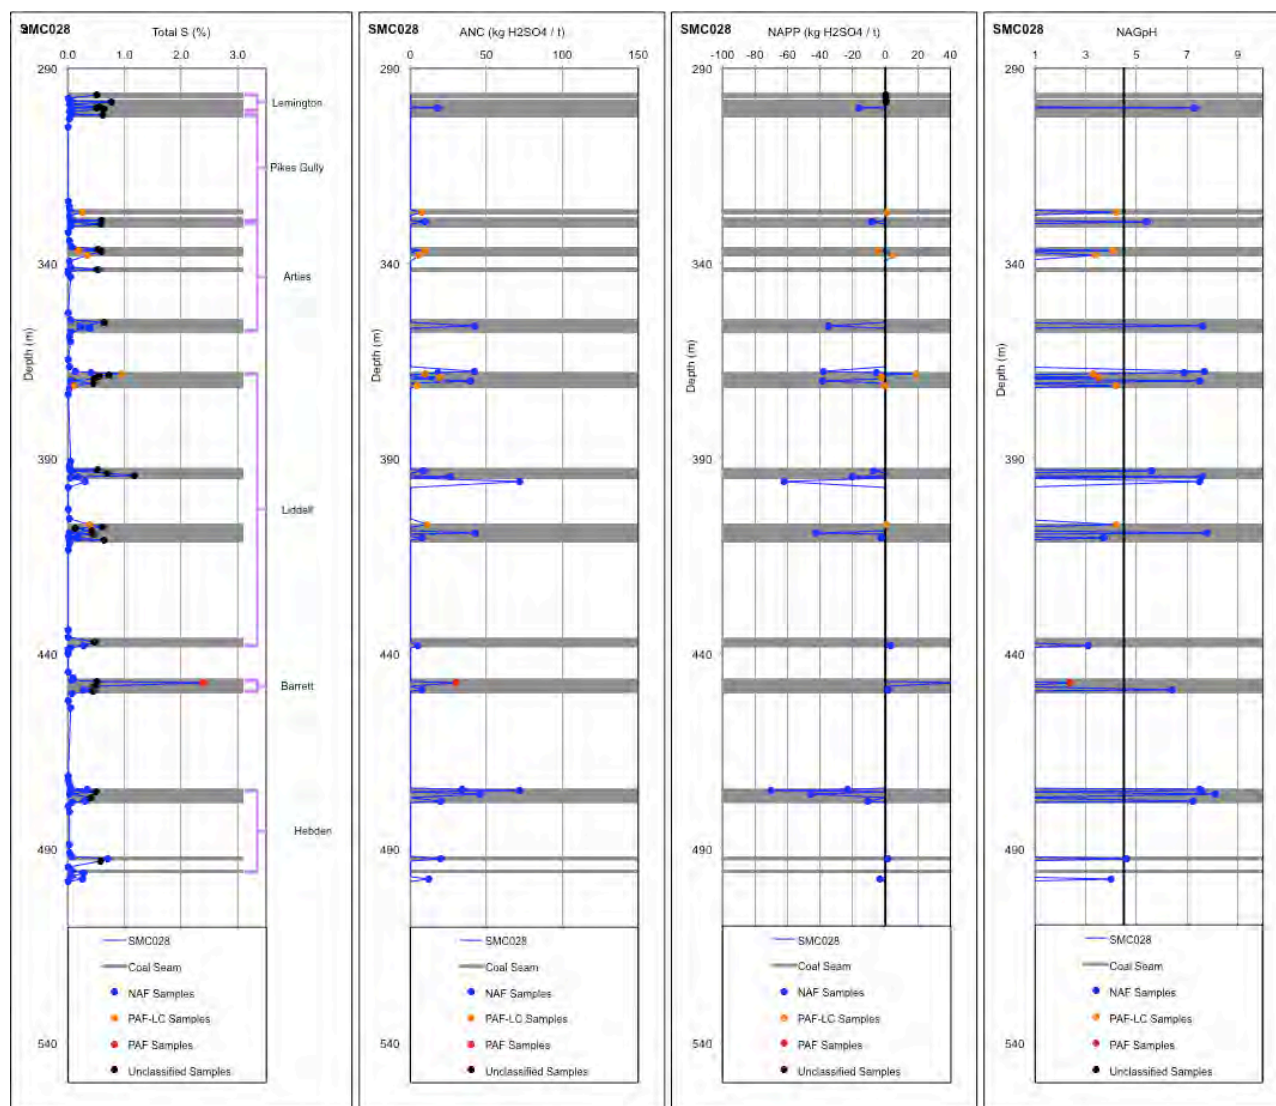 SMC028
Total S (%)
0.0 1.0 2.0 3.0
290
340
390
440
490
540
Depth (m)
Lemington
Pikes Gully
Arties
Liddell
Barrett
Hebden
SMC028
Coal Seam
NAF Samples
PAF-LC Samples
PAF Samples
Unclassified Samples
SMC028
ANC (kg H2SO4 / t)
0 50 100 150
290
340
390
440
490
540
Depth (m)
SMC028
Coal Seam
NAF Samples
PAF-LC Samples
PAF Samples
Unclassified Samples
SMC028
NAPP (kg H2SO4 / t)
-100 -80 -60 -40 -20 0 20 40
290
340
390
440
490
540
Depth (m)
SMC028
Coal Seam
NAF Samples
PAF-LC Samples
PAF Samples
Unclassified Samples
SMC028
NAGpH
1 3 5 7 9
290
340
390
440
490
540
Depth (m)
SMC028
Coal Seam
NAF Samples
PAF-LC Samples
PAF Samples
Unclassified Samples